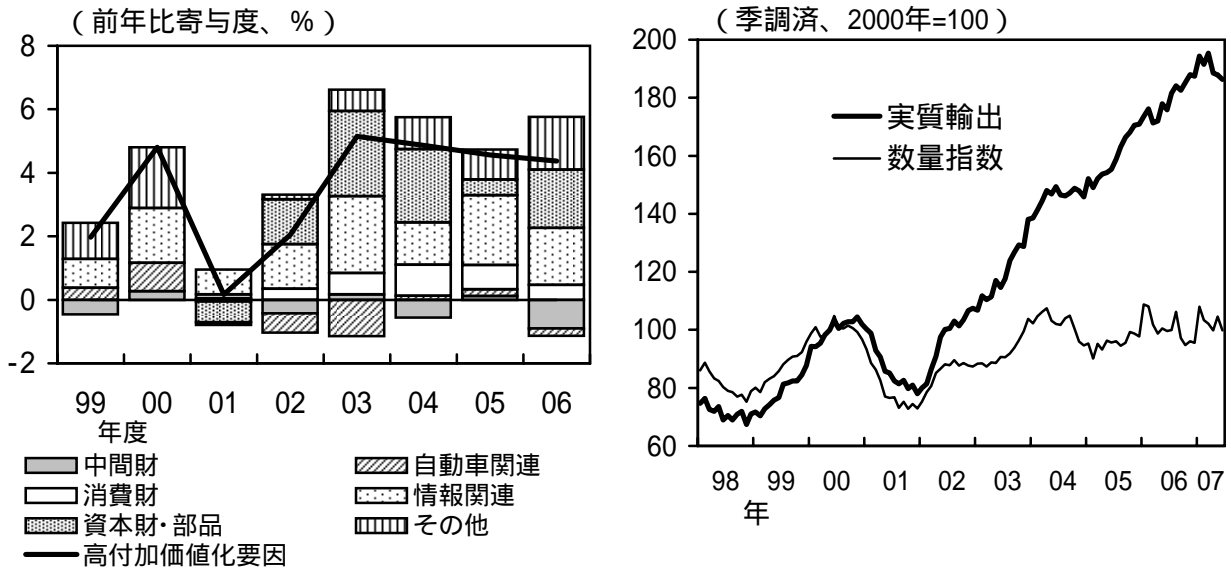 （前年比寄与度、％）
8
6
4
2
0
-2
99 00 01 02 03 04 05 06
年度
中間財 自動車関連
消費財 情報関連
資本財・部品 その他
高付加価値化要因
（季調済、2000年=100）
200
180
160
140
120
100
80
60
実質輸出
数量指数
98 99 00 01 02 03 04 05 06 07
年